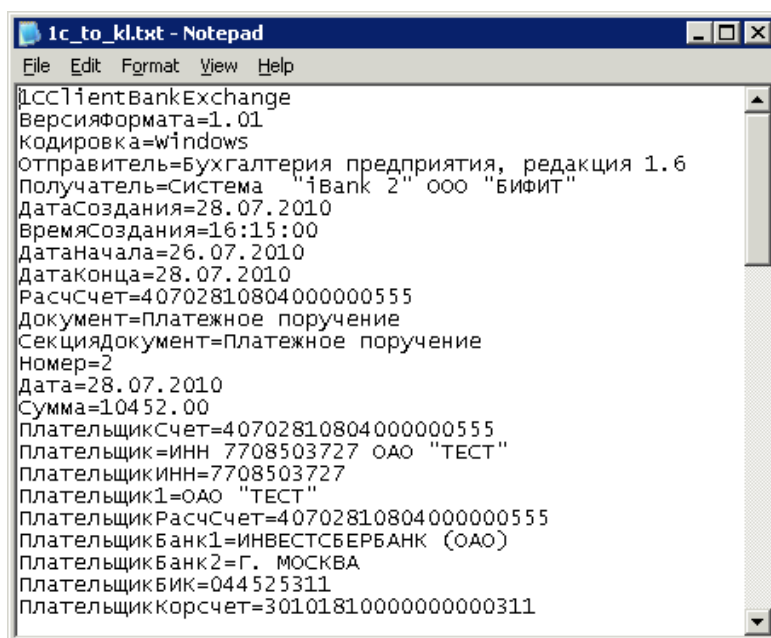 1c_to_kl.txt - Notepad
File Edit Format View Help
1CClientBankExchange
ВерсияФормата=1.01
Кодировка=Windows
Отправитель=Бухгалтерия предприятия, редакция 1.6
Получатель=Система  "iBank 2" ООО "БИФИТ"
ДатаСоздания=28.07.2010
ВремяСоздания=16:15:00
ДатаНачала=26.07.2010
ДатаКонца=28.07.2010
РасчСчет=40702810804000000555
Документ=Платежное поручение
СекцияДокумент=Платежное поручение
Номер=2
Дата=28.07.2010
Сумма=10452.00
ПлательщикСчет=40702810804000000555
Плательщик=ИНН 7708503727 ОАО "ТЕСТ"
ПлательщикИНН=7708503727
Плательщик1=ОАО "ТЕСТ"
ПлательщикРасчСчет=40702810804000000555
ПлательщикБанк1=ИНВЕСТСБЕРБАНК (ОАО)
ПлательщикБанк2=Г. МОСКВА
ПлательщикБИК=044525311
ПлательщикКорсчет=30101810000000000311